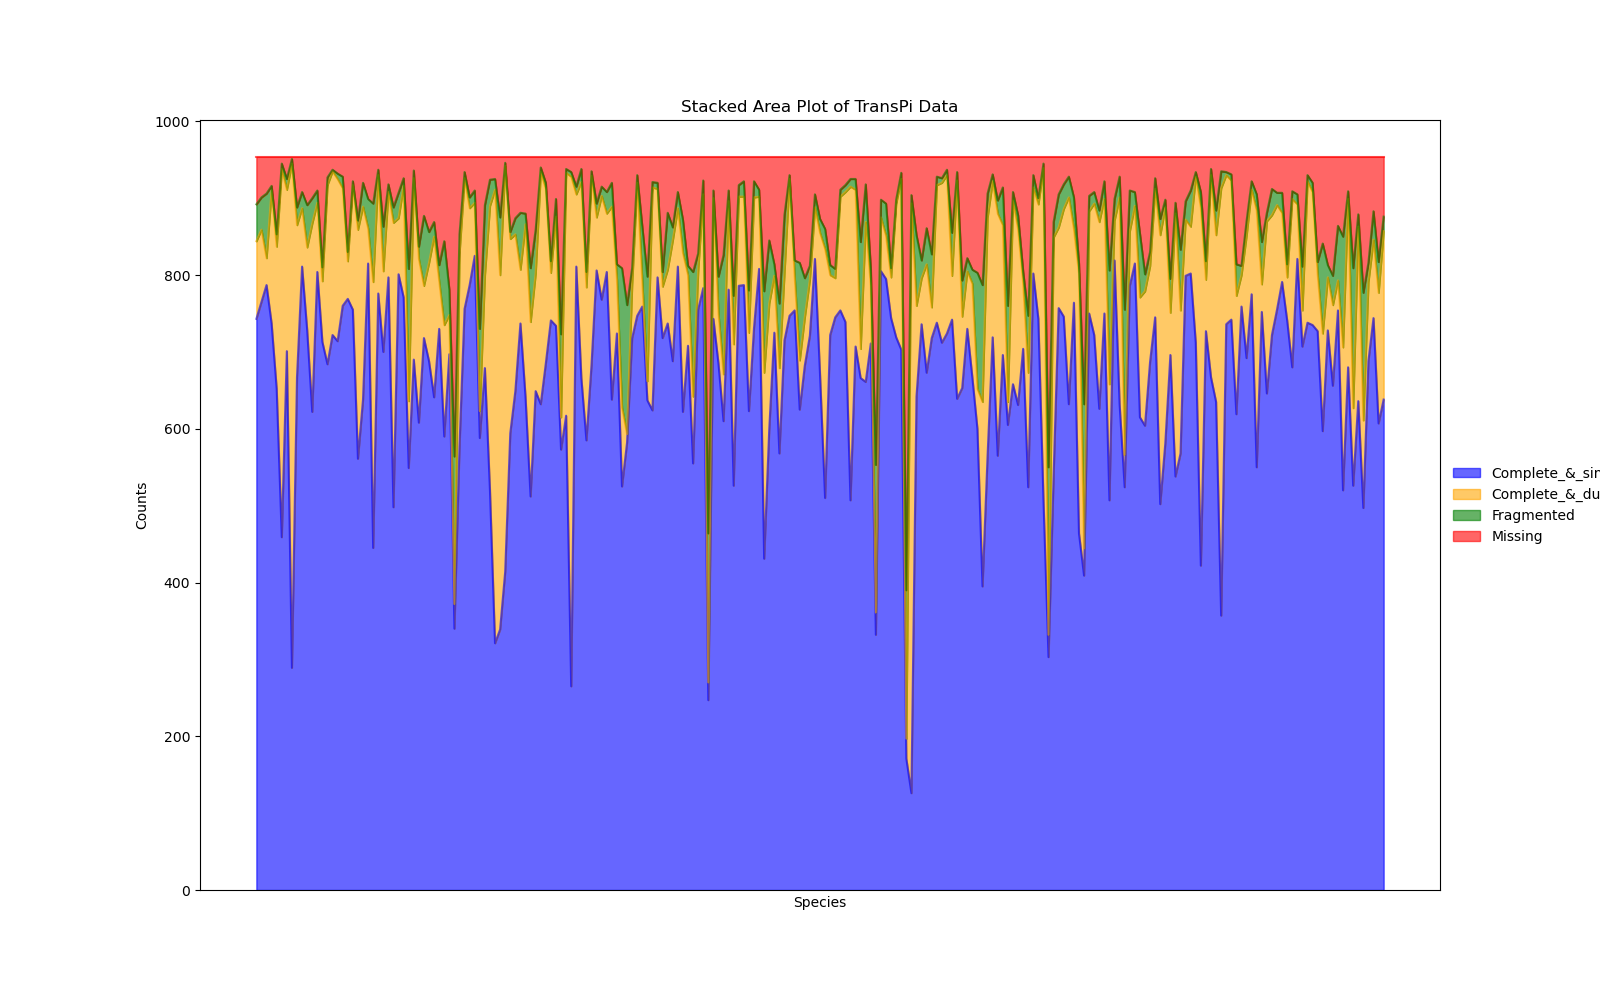 Stacked Area Plot of TransPi Data
1000
800
600
400
200
0
Counts
Species
Complete_&_sin
Complete_&_du
Fragmented
Missing